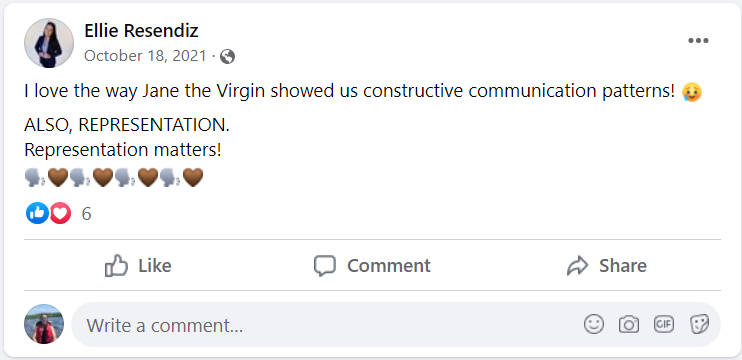 Ellie Resendiz
October 18, 2021 ·
I love the way Jane the Virgin showed us constructive communication patterns! 😥
ALSO, REPRESENTATION.
Representation matters!
🗣️🤎🗣️🤎🗣️🤎🗣️🤎
6
Like Comment Share
Write a comment...
GIF